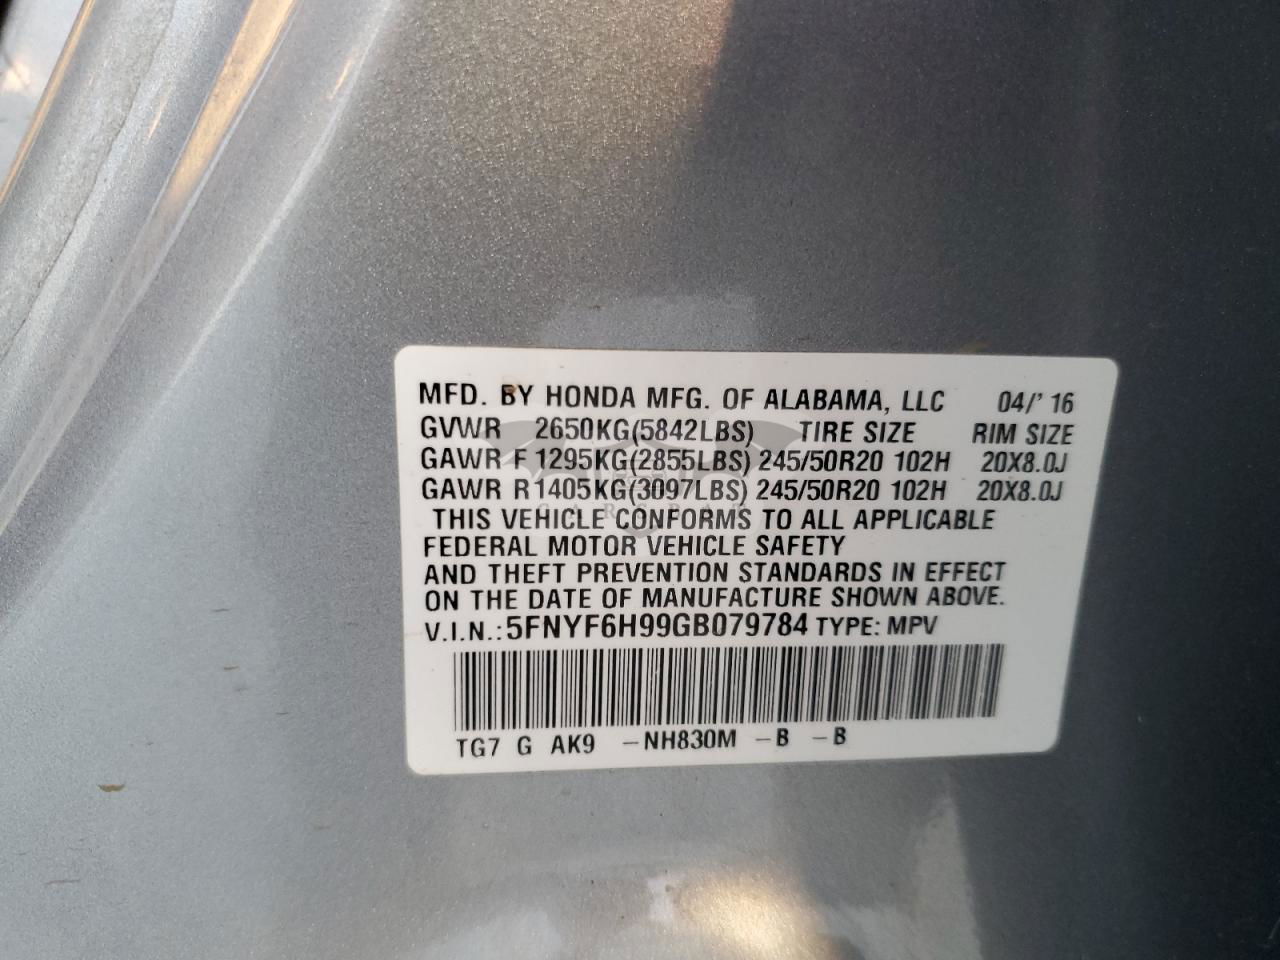 MFD. BY HONDA MFG. OF ALABAMA, LLC 04/' 16
GVWR 2650KG(5842LBS) TIRE SIZE RIM SIZE
GAWR F 1295KG(2855LBS) 245/50R20 102H 20X8.0J
GAWR R 1405KG(3097LBS) 245/50R20 102H 20X8.0J
THIS VEHICLE CONFORMS TO ALL APPLICABLE
FEDERAL MOTOR VEHICLE SAFETY
AND THEFT PREVENTION STANDARDS IN EFFECT
ON THE DATE OF MANUFACTURE SHOWN ABOVE.
V.I.N.: 5FNYF6H99GB079784 TYPE: MPV
TG7 G AK9 -NH830M -B -B